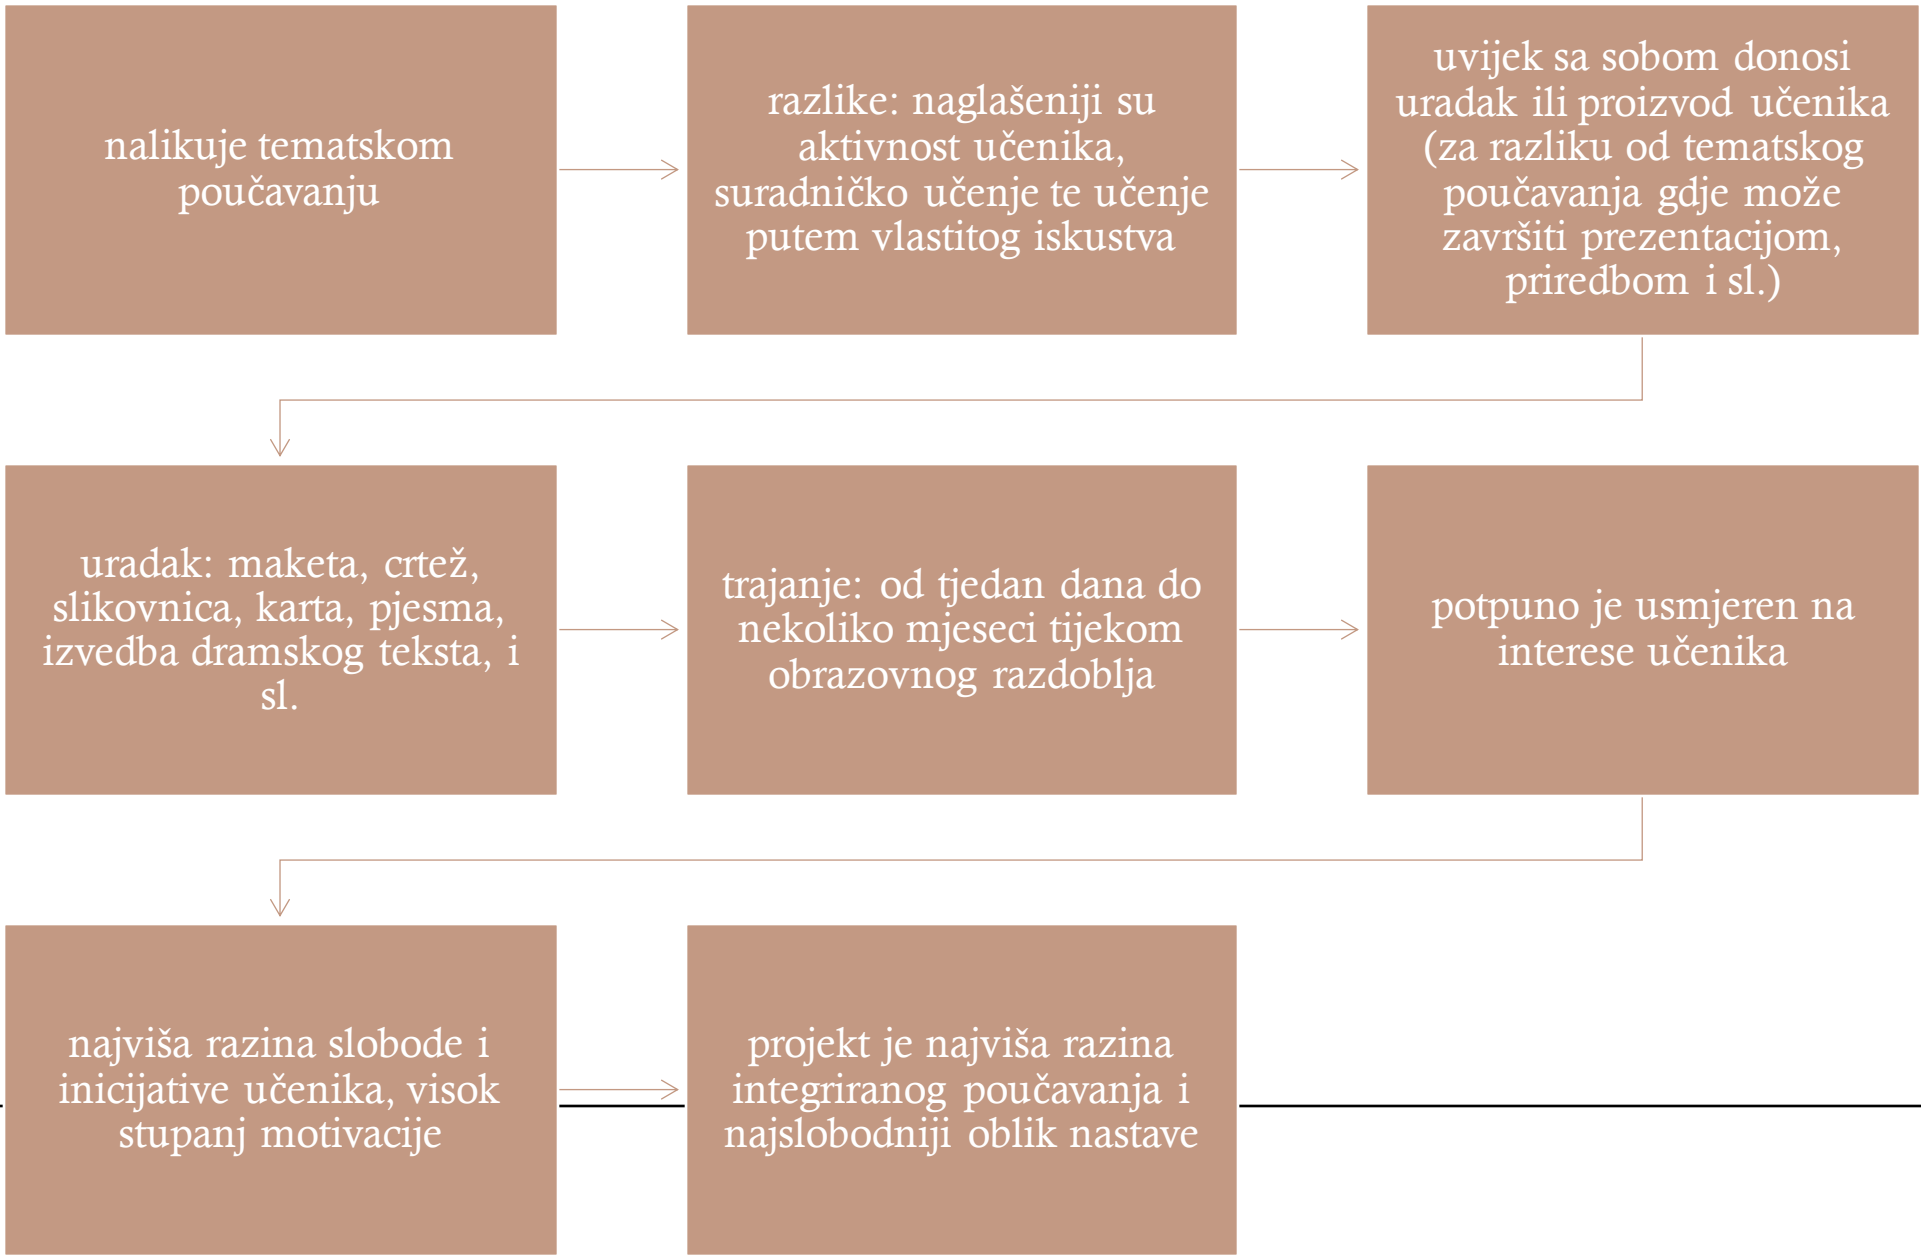 nalikuje tematskom
poučavanju
razlike: naglašeniji su
aktivnost učenika,
suradničko učenje te učenje
putem vlastitog iskustva
uvijek sa sobom donosi
uradak ili proizvod učenika
(za razliku od tematskog
poučavanja gdje može
završiti prezentacijom,
priredbom i sl.)
uradak: maketa, crtež,
slikovnica, karta, pjesma,
izvedba dramskog teksta, i
sl.
trajanje: od tjedan dana do
nekoliko mjeseci tijekom
obrazovnog razdoblja
potpuno je usmjeren na
interese učenika
najviša razina slobode i
inicijative učenika, visok
stupanj motivacije
projekt je najviša razina
integriranog poučavanja i
najslobodniji oblik nastave